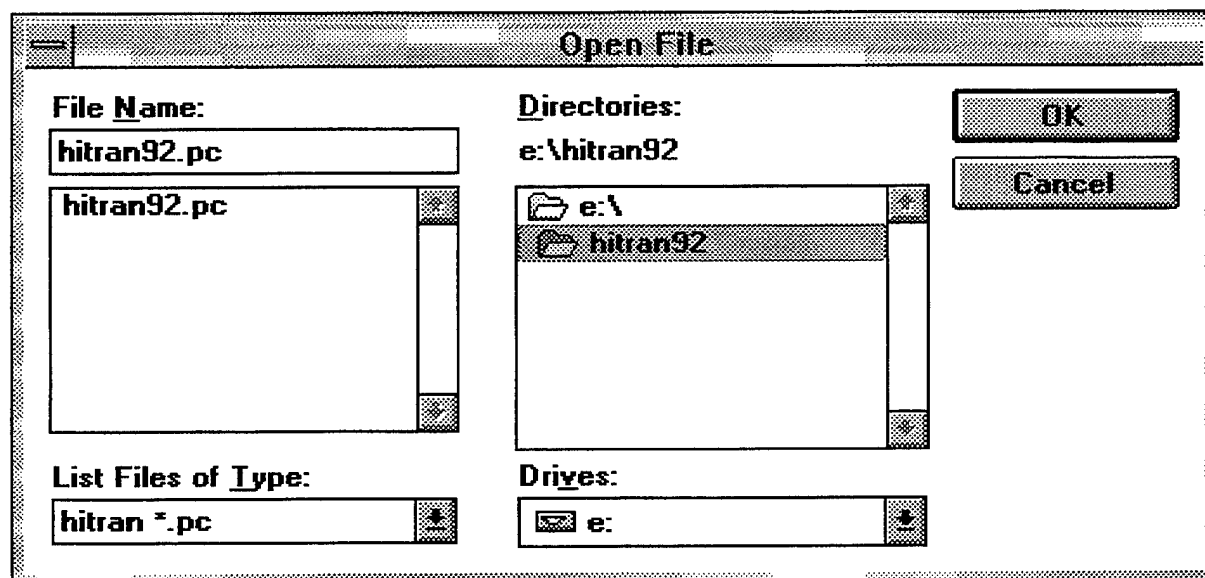 Open File
File Name:
hitran92.pc
hitran92.pc
List Files of Type:
hitran *.pc
Directories:
e:\hitran92
e:\
hitran92
Drives:
e:
OK
Cancel